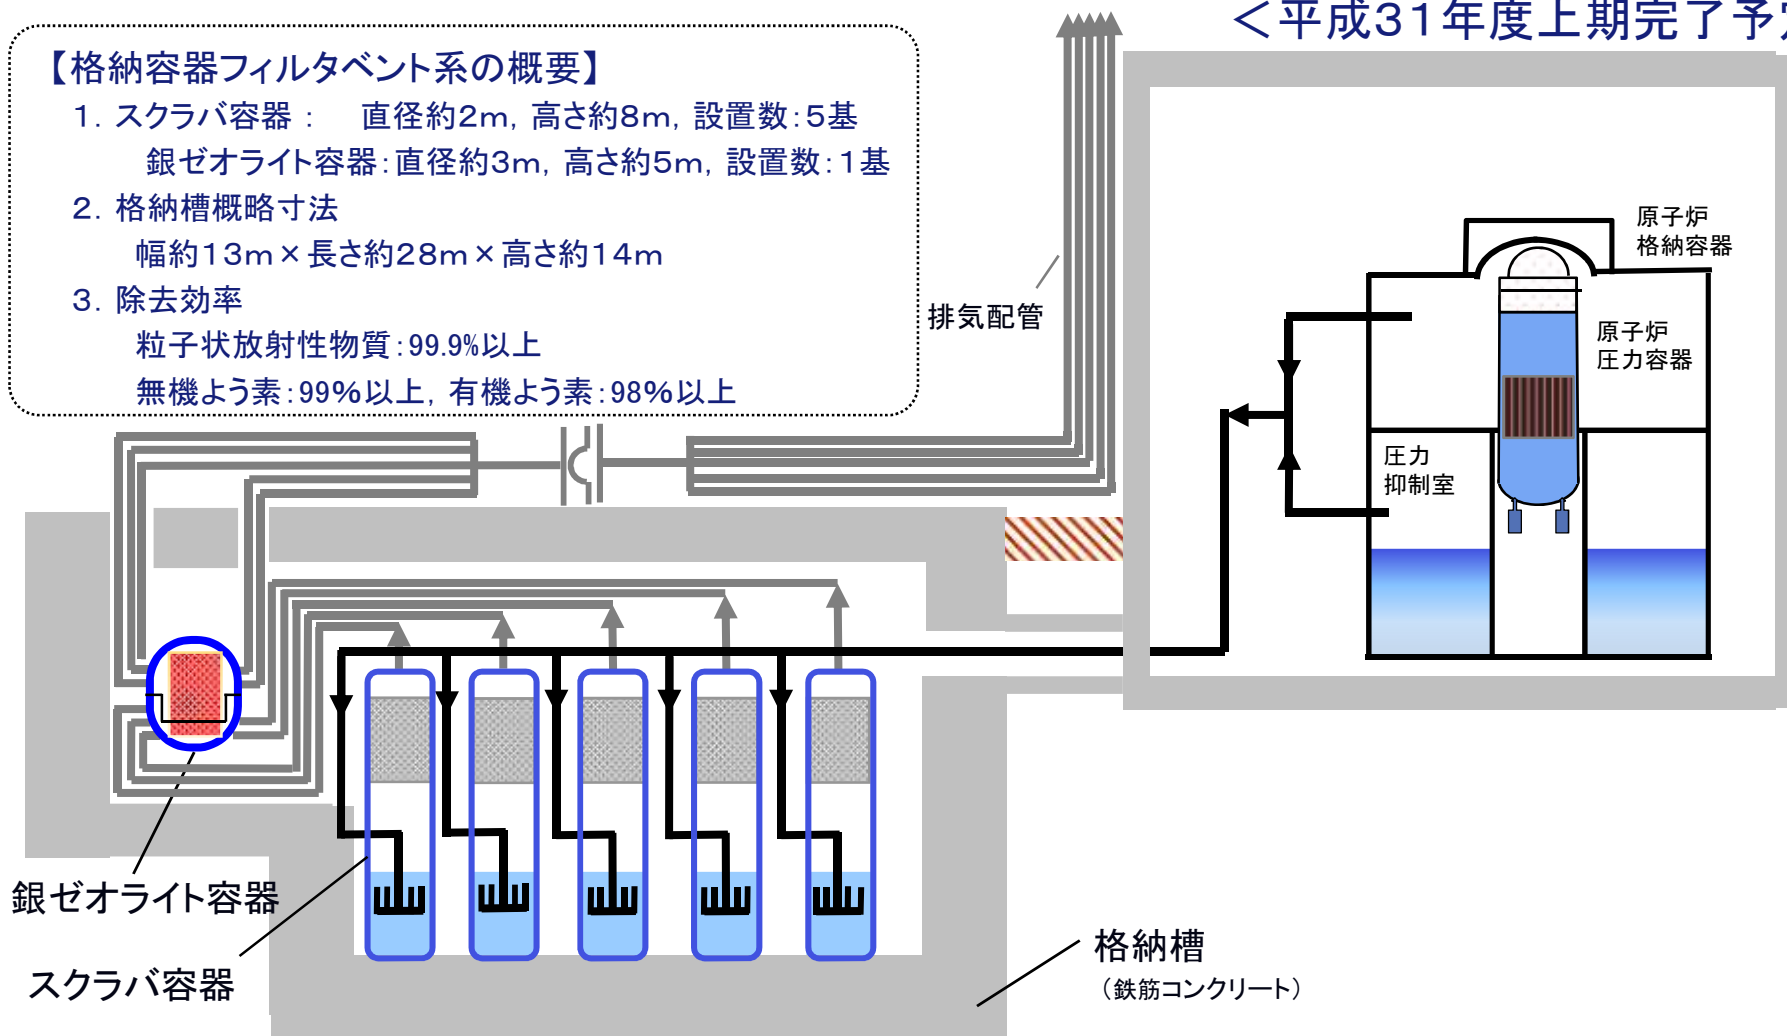 ＜平成３１年度上期完了予定
【格納容器フィルタベント系の概要】
１．スクラバ容器： 直径約２ｍ，高さ約８ｍ，設置数：５基
銀ゼオライト容器：直径約３ｍ，高さ約５ｍ，設置数：１基
２．格納槽概略寸法
幅約１３ｍ×長さ約２８ｍ×高さ約１４ｍ
３．除去効率
粒子状放射性物質：99.9％以上
無機よう素：99％以上，有機よう素：98％以上
排気配管
原子炉
格納容器
原子炉
圧力容器
圧力
抑制室
銀ゼオライト容器
スクラバ容器
格納槽
（鉄筋コンクリート）